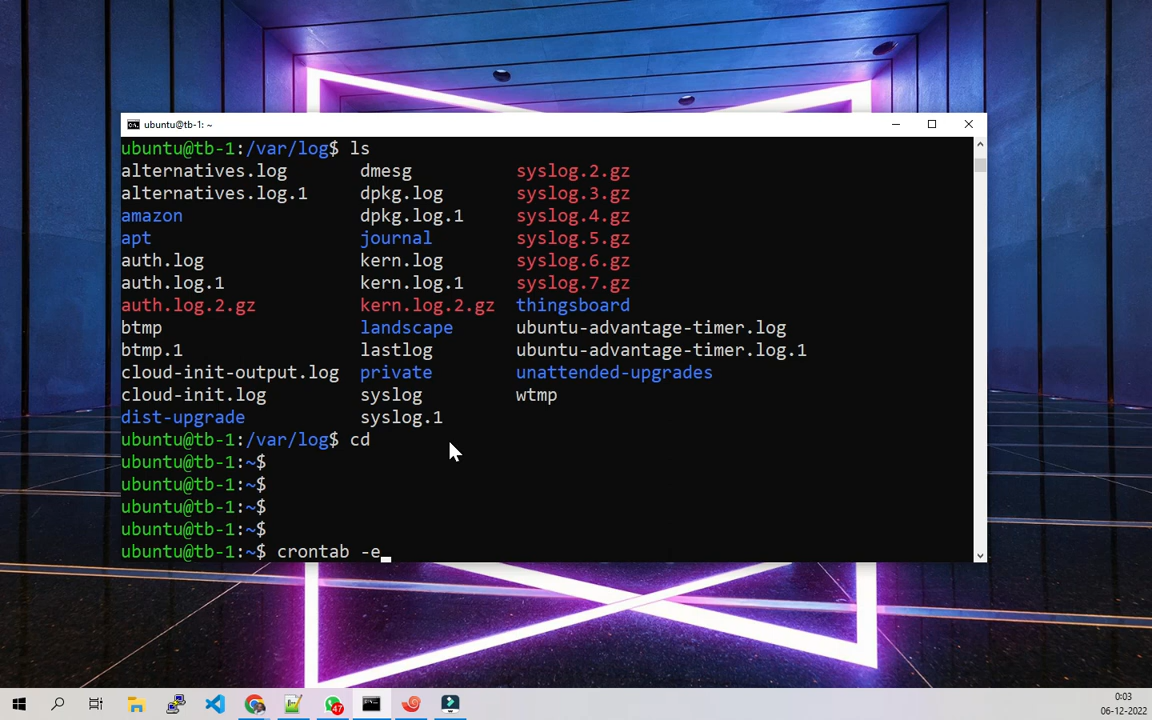 ubuntu@tb-1: ~
ubuntu@tb-1:/var/log$ ls
alternatives.log dmesg syslog.2.gz
alternatives.log.1 dpkg.log syslog.3.gz
amazon dpkg.log.1 syslog.4.gz
apt journal syslog.5.gz
auth.log kern.log syslog.6.gz
auth.log.1 kern.log.1 syslog.7.gz
auth.log.2.gz kern.log.2.gz thingsboard
btmp landscape ubuntu-advantage-timer.log
btmp.1 lastlog ubuntu-advantage-timer.log.1
cloud-init-output.log private unattended-upgrades
cloud-init.log syslog wtmp
dist-upgrade syslog.1
ubuntu@tb-1:/var/log$ cd
ubuntu@tb-1:~$
ubuntu@tb-1:~$
ubuntu@tb-1:~$
ubuntu@tb-1:~$
ubuntu@tb-1:~$ crontab -e
47
0:03
06-12-2022